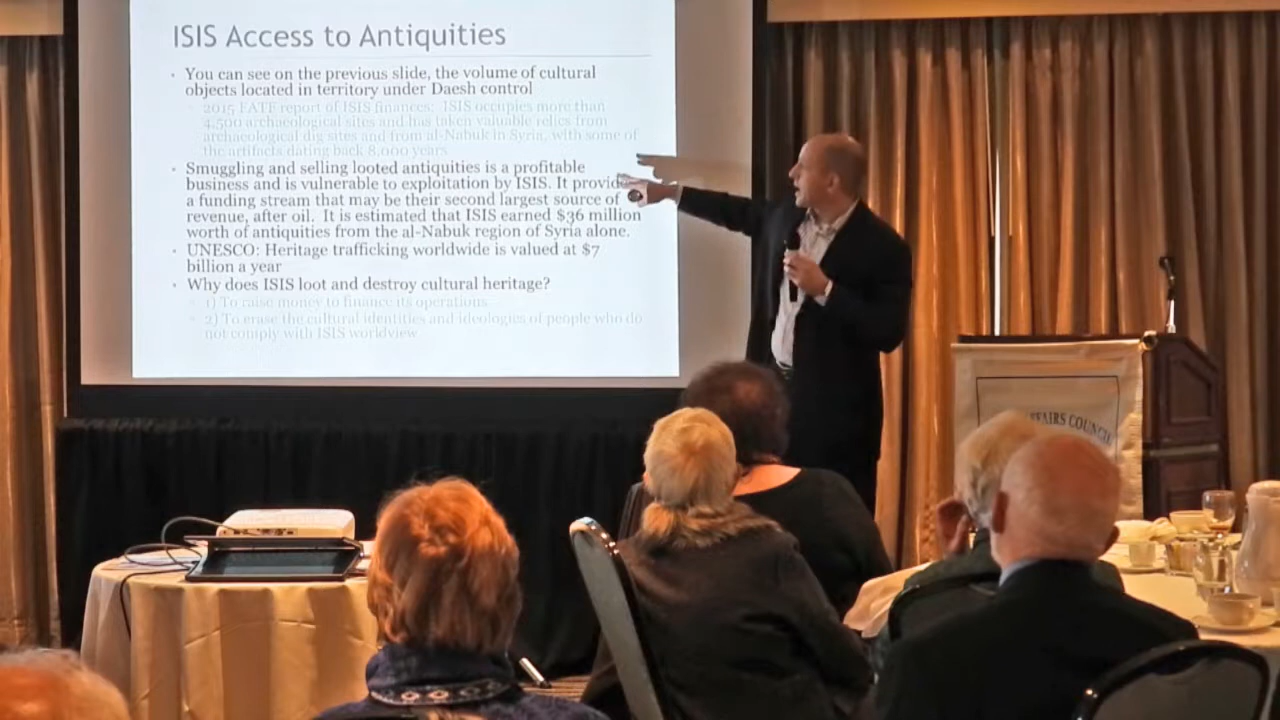 ISIS Access to Antiquities
• You can see on the previous slide, the volume of cultural
objects located in territory under Daesh control
• 2015 FATF report of ISIS finances: ISIS occupies more than
4,500 archaeological sites and has taken valuable relics from
archaeological dig sites and from al-Nabuk in Syria, with some of
the artifacts dating back 8,000 years
• Smuggling and selling looted antiquities is a profitable
business and is vulnerable to exploitation by ISIS. It provid
a funding stream that may be their second largest source of
revenue, after oil. It is estimated that ISIS earned $36 million
worth of antiquities from the al-Nabuk region of Syria alone.
• UNESCO: Heritage trafficking worldwide is valued at $7
billion a year
• Why does ISIS loot and destroy cultural heritage?
• 1) To raise money to finance its operations
• 2) To erase the cultural identities and ideologies of people who do
not comply with ISIS worldview
FAIRS COUNCIL